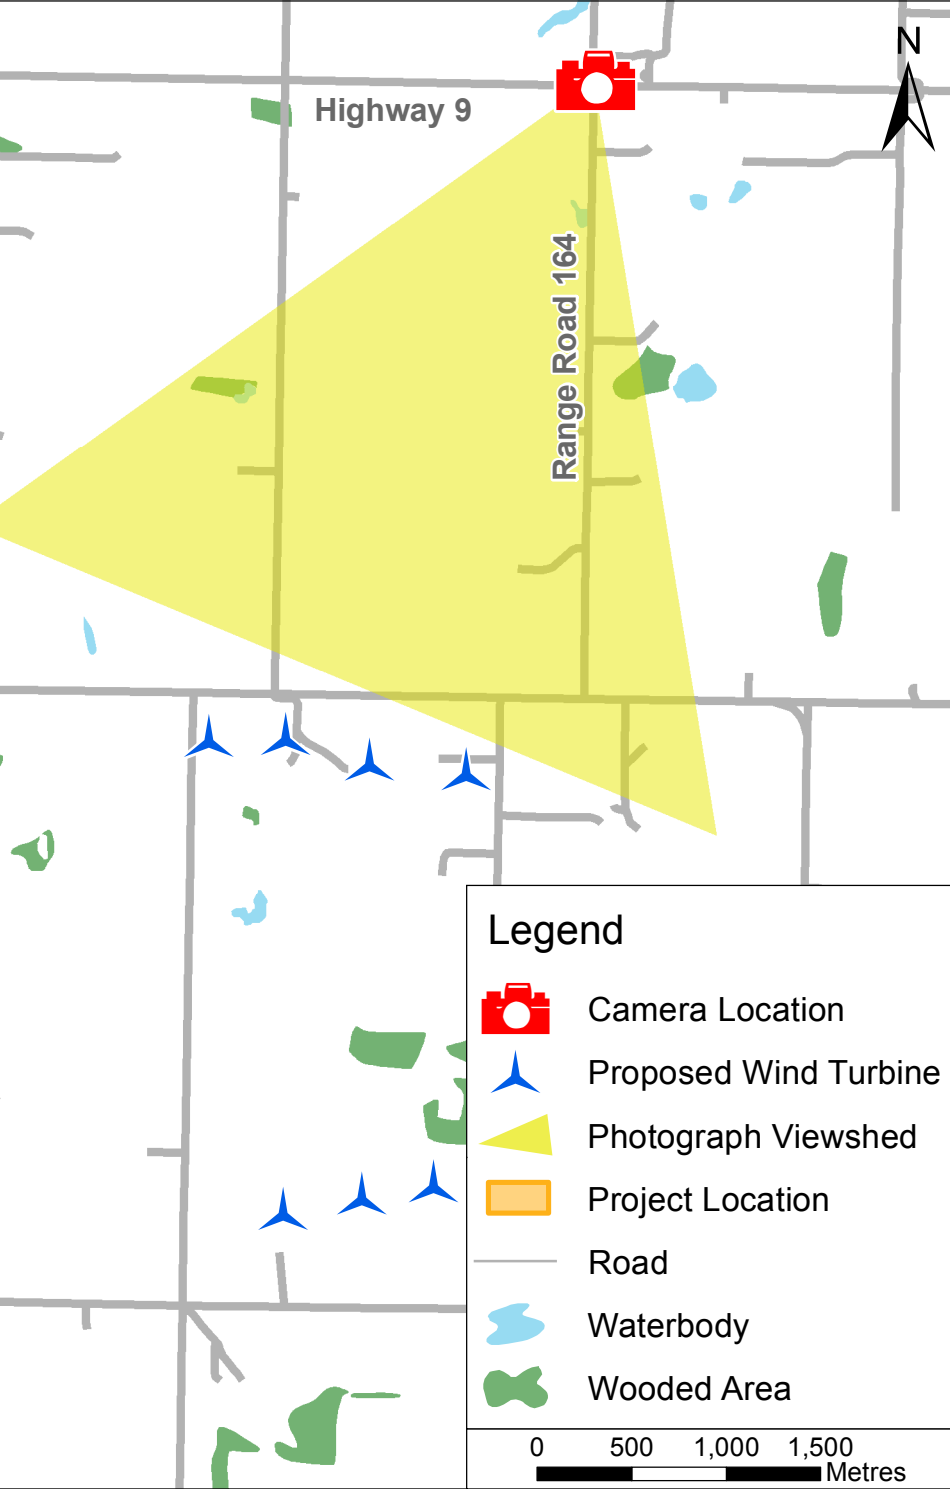 N
Highway 9
Range Road 164
Legend
Camera Location
Proposed Wind Turbine
Photograph Viewshed
Project Location
Road
Waterbody
Wooded Area
0 500 1,000 1,500
Metres